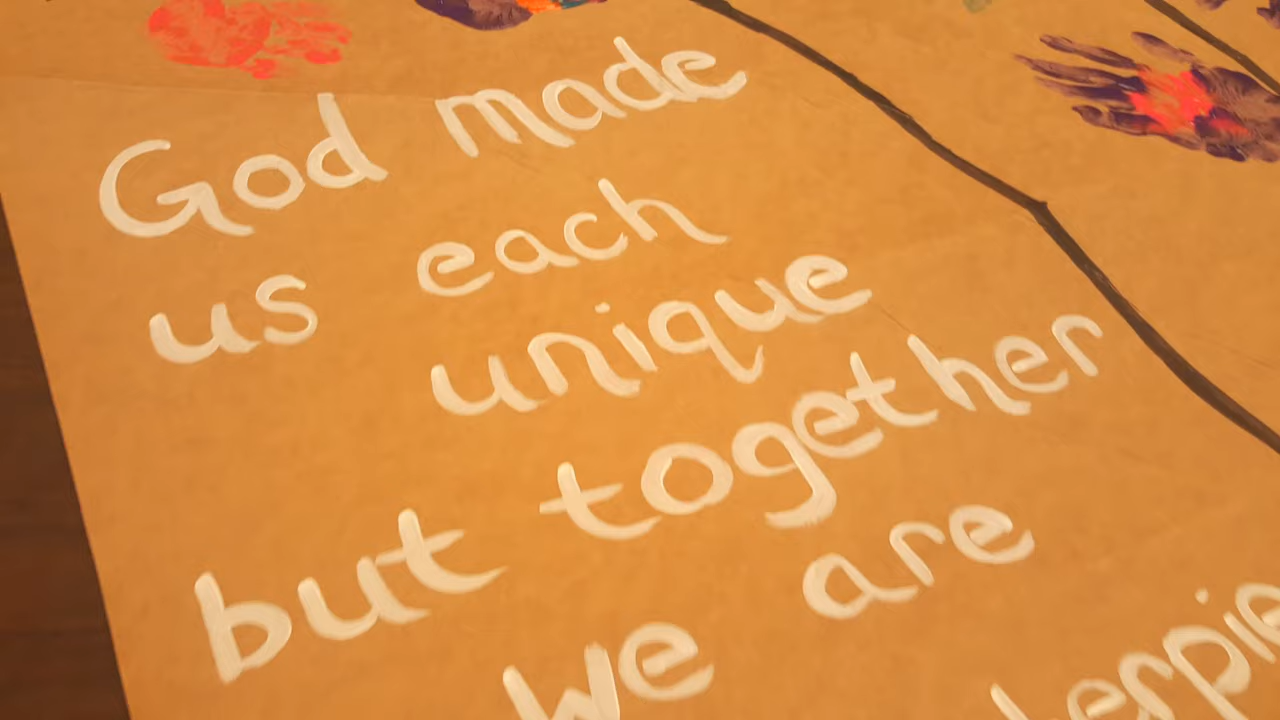 God made
us each
unique
but together
we are